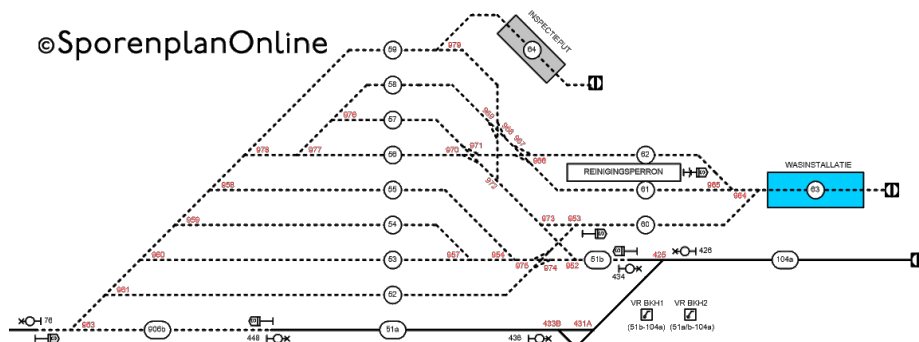 ©SporenplanOnline
INSPECTIEPUT
64
59
979
58
976
57
969
968
967
966
978
977
56
970
971
972
62
REINIGINGSPERRON
S
WASINSTALLATIE
958
55
61
965
964
63
959
54
973
953
60
S
960
53
957
954
975
974
952
51b
S
434
425
426
104a
961
52
76
963
S
906b
S
448
51a
436
433B
431A
VR BKH1
(51b-104a)
VR BKH2
(51a/b-104a)